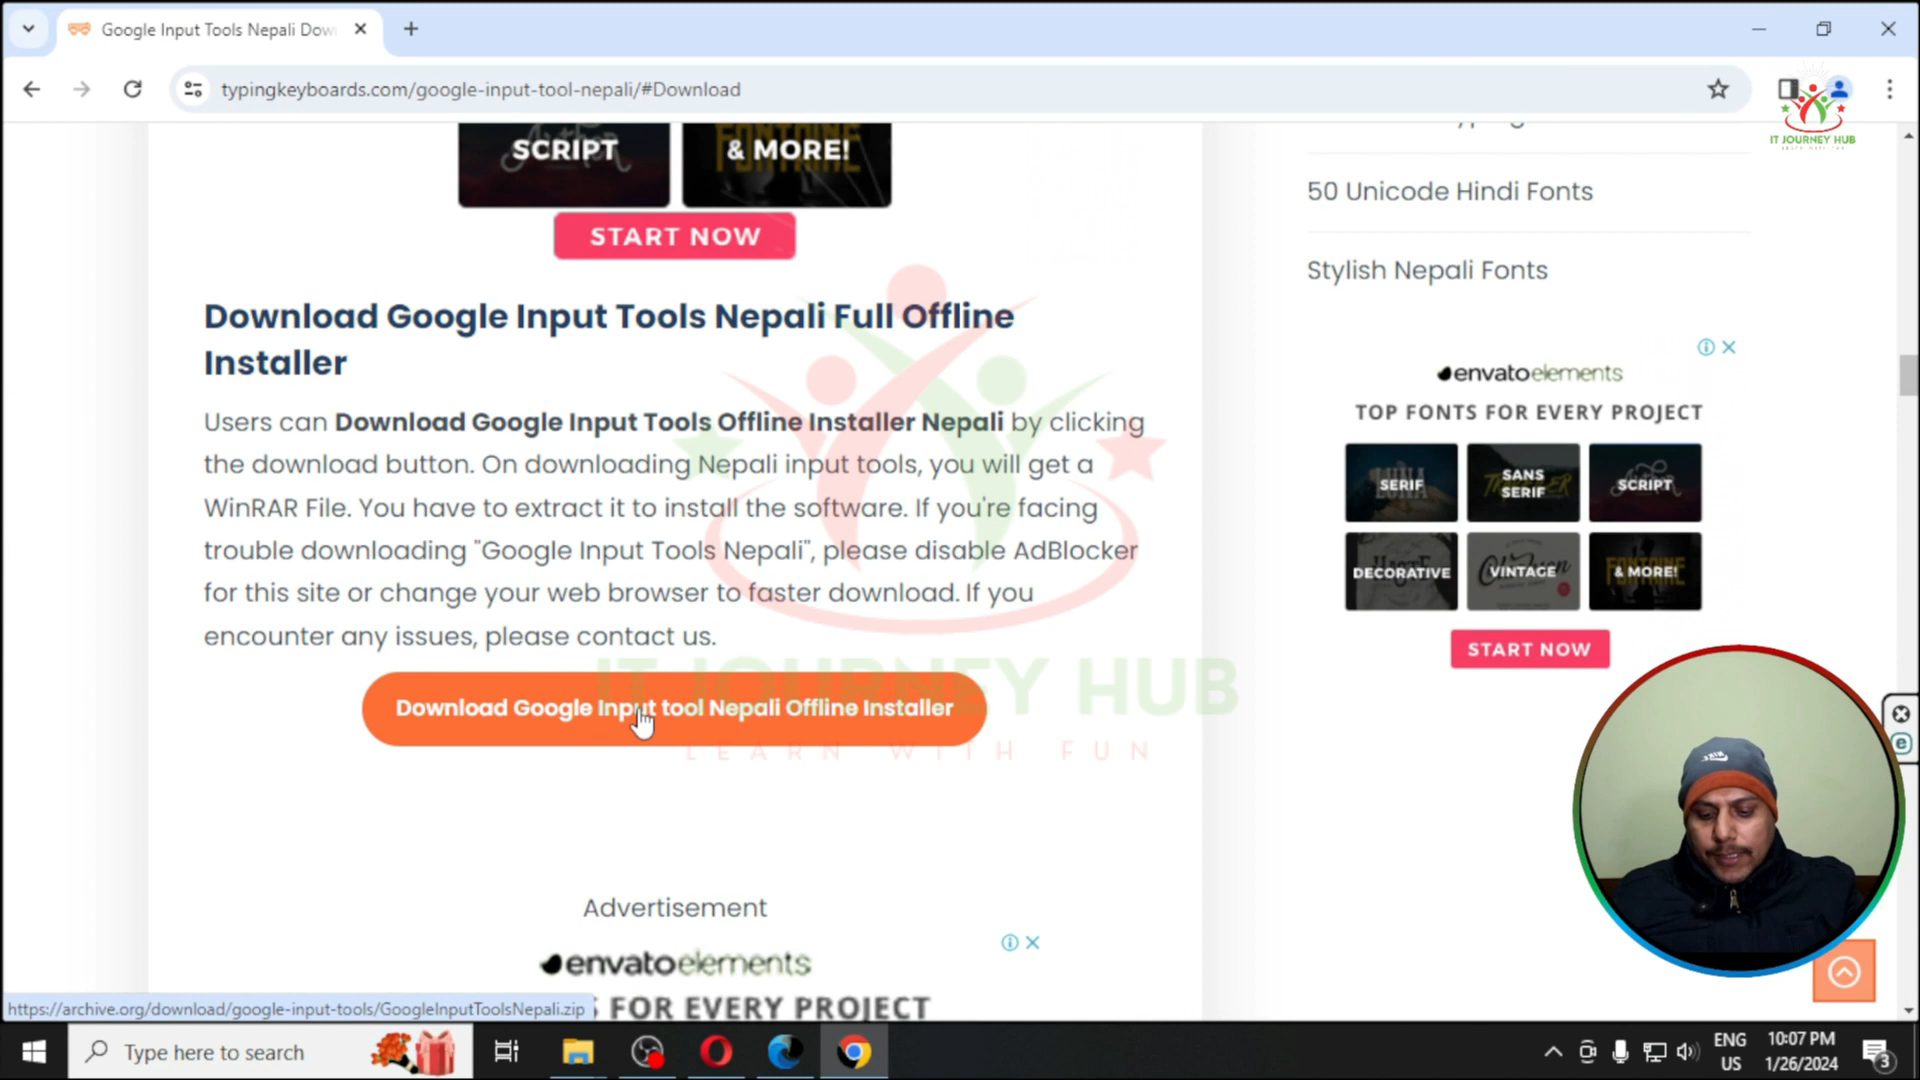 Google Input Tools Nepali Dow
typingkeyboards.com/google-input-tool-nepali/#Download
IT JOURNEY HUB
SCRIPT
& MORE!
START NOW
50 Unicode Hindi Fonts
Stylish Nepali Fonts
Download Google Input Tools Nepali Full Offline
Installer
Users can Download Google Input Tools Offline Installer Nepali by clicking
the download button. On downloading Nepali input tools, you will get a
WinRAR File. You have to extract it to install the software. If you're facing
trouble downloading "Google Input Tools Nepali", please disable AdBlocker
for this site or change your web browser to faster download. If you
encounter any issues, please contact us.
Download Google Input tool Nepali Offline Installer
IT JOURNEY HUB
LEARN WITH FUN
envatoelements
TOP FONTS FOR EVERY PROJECT
SERIF
SANS
SERIF
SCRIPT
DECORATIVE
VINTAGE
& MORE!
START NOW
Advertisement
envatoelements
S FOR EVERY PROJECT
https://archive.org/download/google-input-tools/GoogleInputToolsNepali.zip
Type here to search
ENG
US
10:07 PM
1/26/2024
3